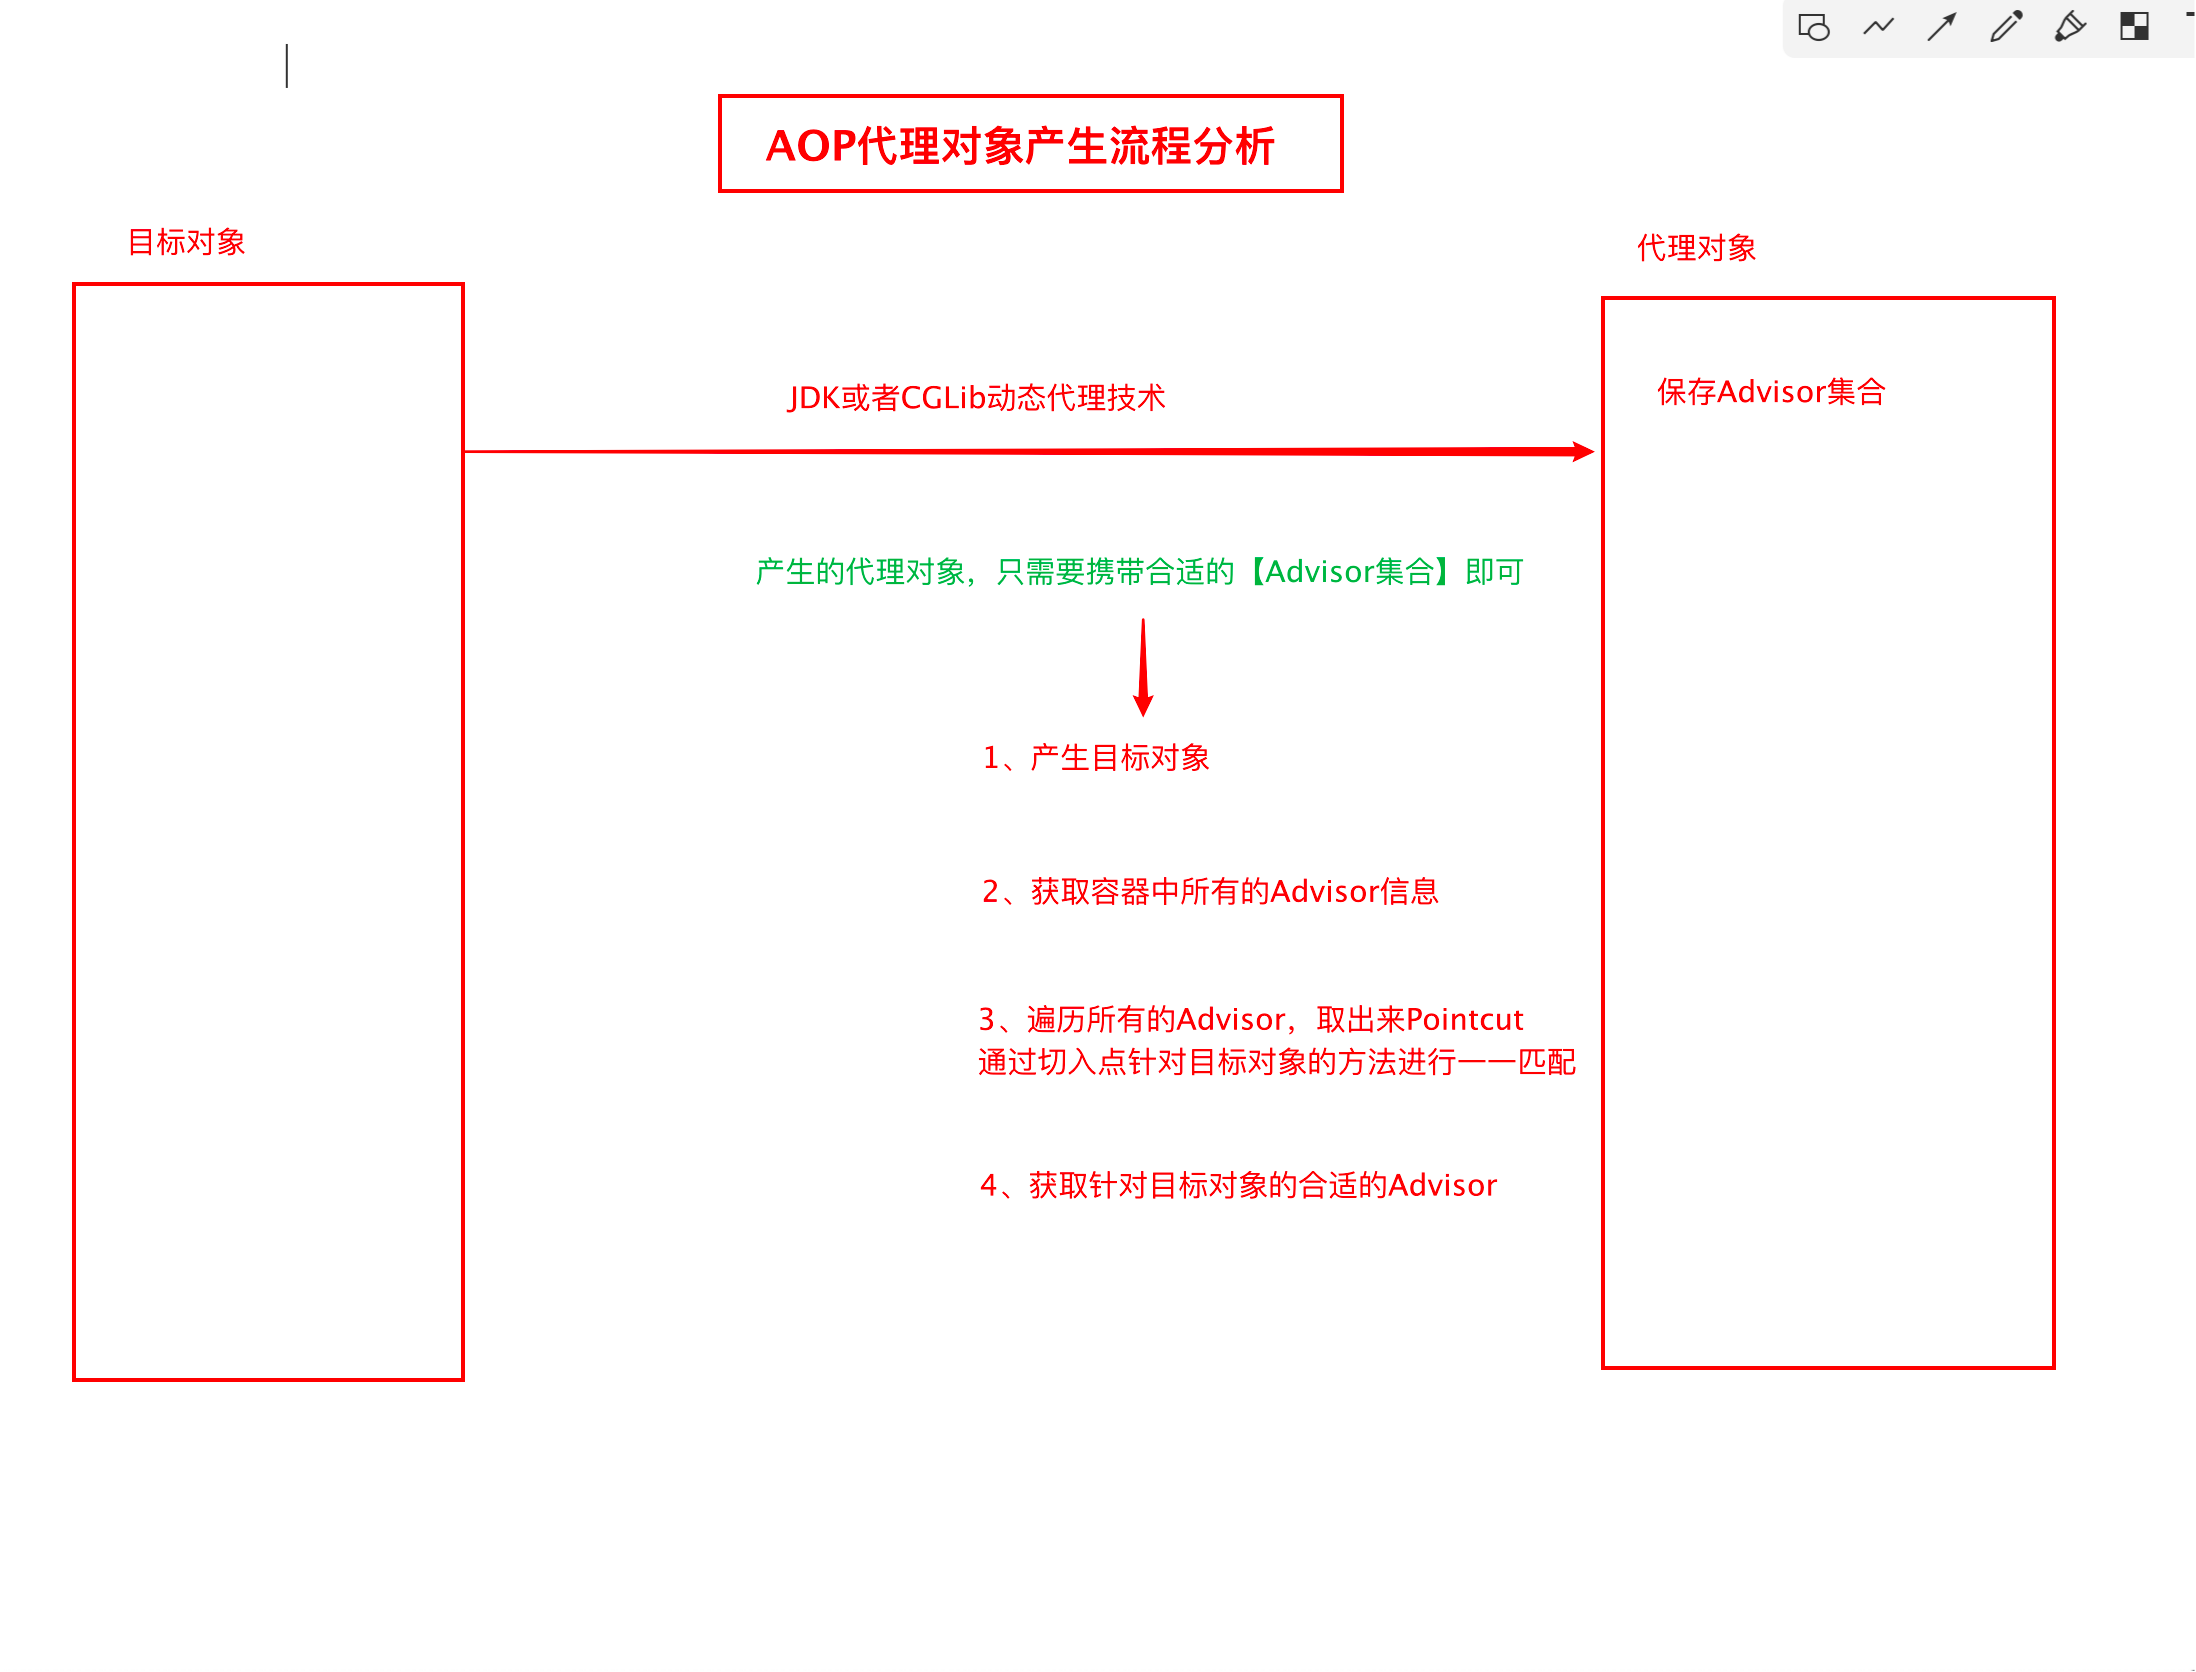 AOP代理对象产生流程分析
目标对象
代理对象
JDK或者CGLib动态代理技术
保存Advisor集合
产生的代理对象，只需要携带合适的【Advisor集合】即可
1、产生目标对象
2、获取容器中所有的Advisor信息
3、遍历所有的Advisor，取出来Pointcut
通过切入点针对目标对象的方法进行一一匹配
4、获取针对目标对象的合适的Advisor